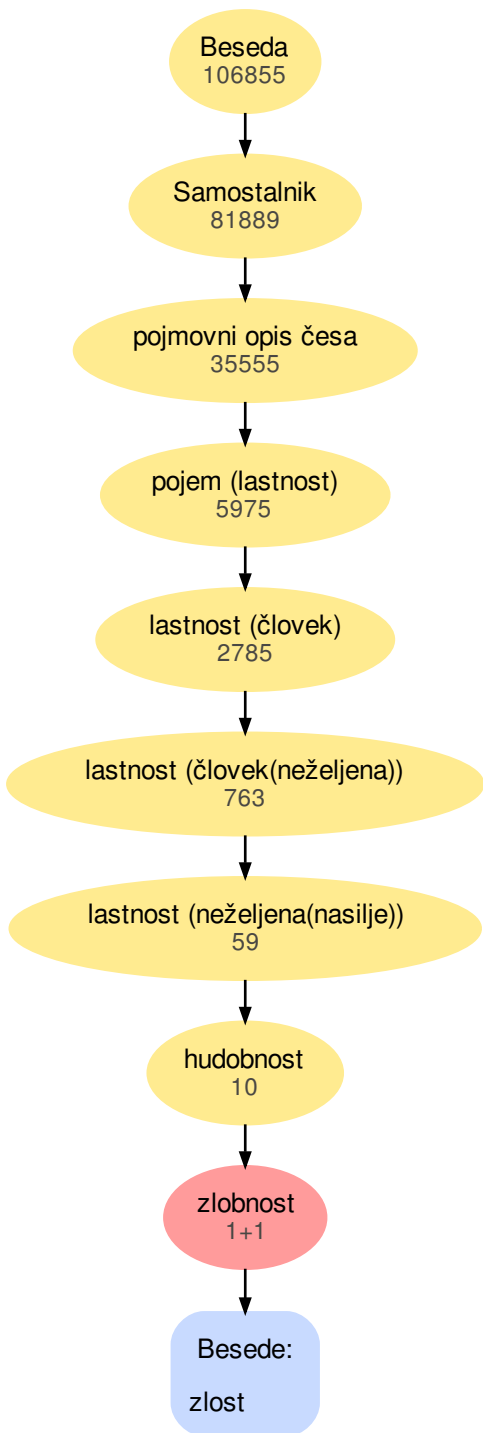 Beseda
106855
Samostalnik
81889
pojmovni opis česa
35555
pojem (lastnost)
5975
lastnost (človek)
2785
lastnost (človek(neželjena))
763
lastnost (neželjena(nasilje))
59
hudobnost
10
zlobnost
1+1
Besede:
zlost